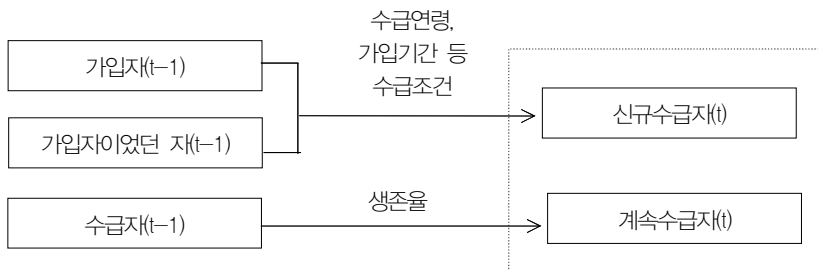 수급연령,
가입기간 등
수급조건
가입자(t−1)
신규수급자(t)
가입자이었던 자(t−1)
생존율
수급자(t−1)
계속수급자(t)